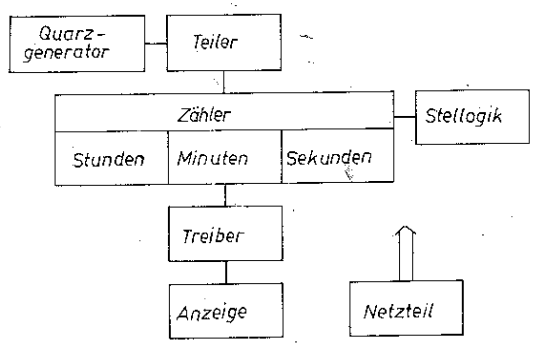 Quarz-
generator
Teiler
Zähler
Stellogik
Stunden
Minuten
Sekunden
Treiber
Anzeige
Netzteil